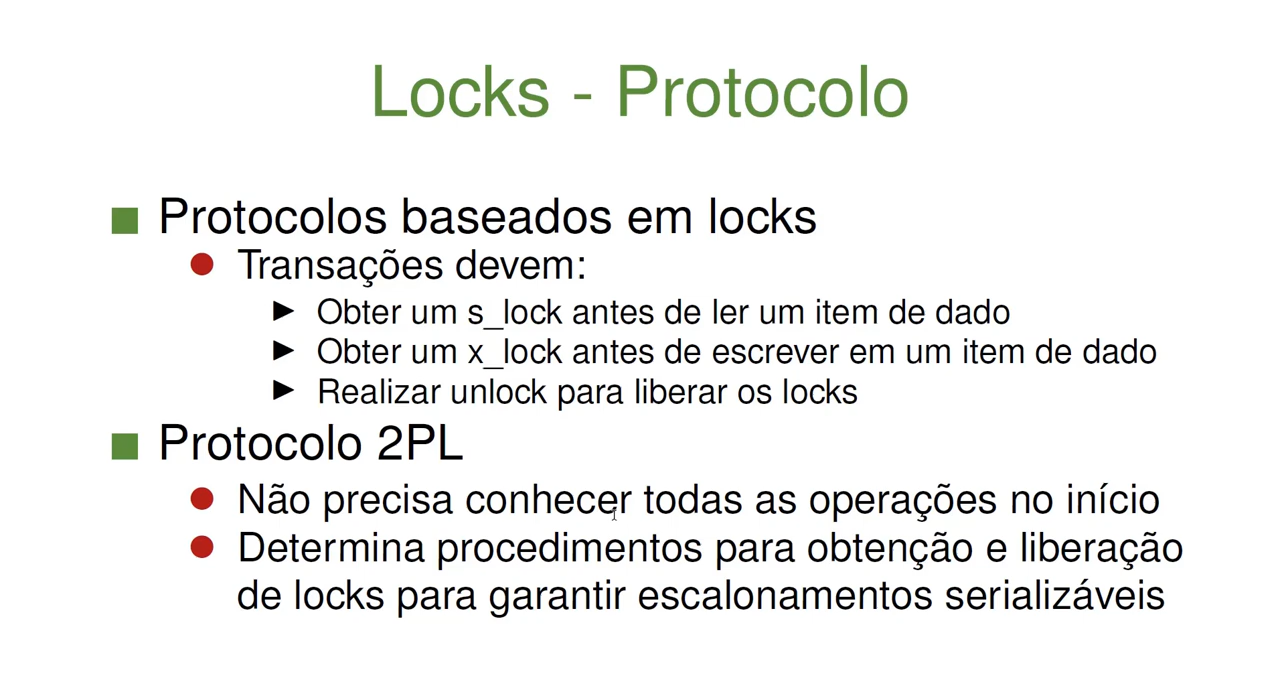 Locks - Protocolo
Protocolos baseados em locks
Transações devem:
Obter um s_lock antes de ler um item de dado
Obter um x_lock antes de escrever em um item de dado
Realizar unlock para liberar os locks
Protocolo 2PL
Não precisa conhecer todas as operações no início
Determina procedimentos para obtenção e liberação
de locks para garantir escalonamentos serializáveis